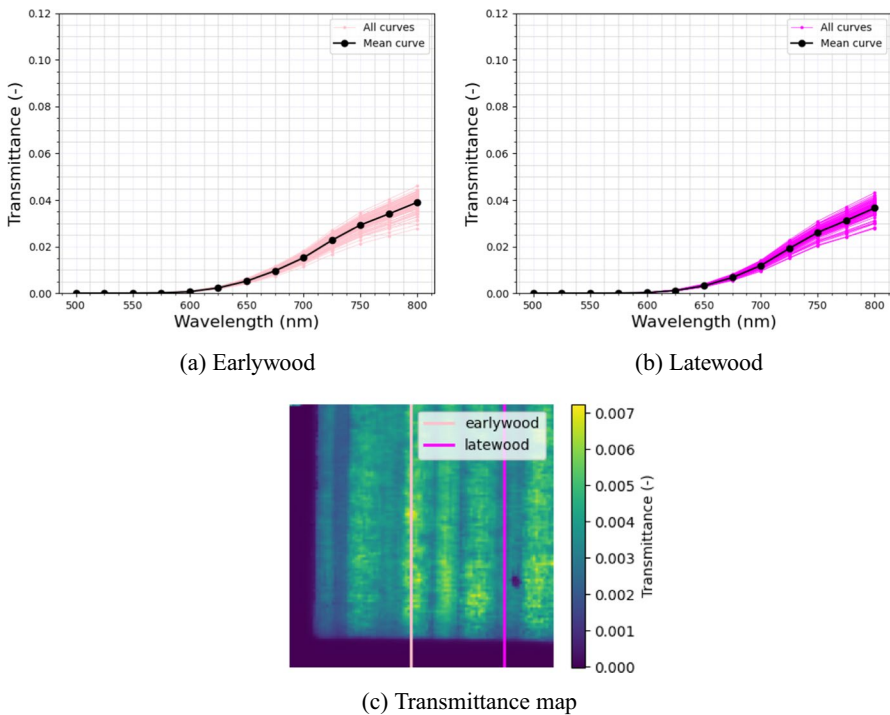 0.12
0.10
0.08
0.06
0.04
0.02
0.00
Transmittance (-)
500 550 600 650 700 750 800
Wavelength (nm)
All curves
Mean curve
(a) Earlywood
0.12
0.10
0.08
0.06
0.04
0.02
0.00
Transmittance (-)
500 550 600 650 700 750 800
Wavelength (nm)
All curves
Mean curve
(b) Latewood
earlywood
latewood
0.007
0.006
0.005
0.004
0.003
0.002
0.001
0.000
Transmittance (-)
(c) Transmittance map